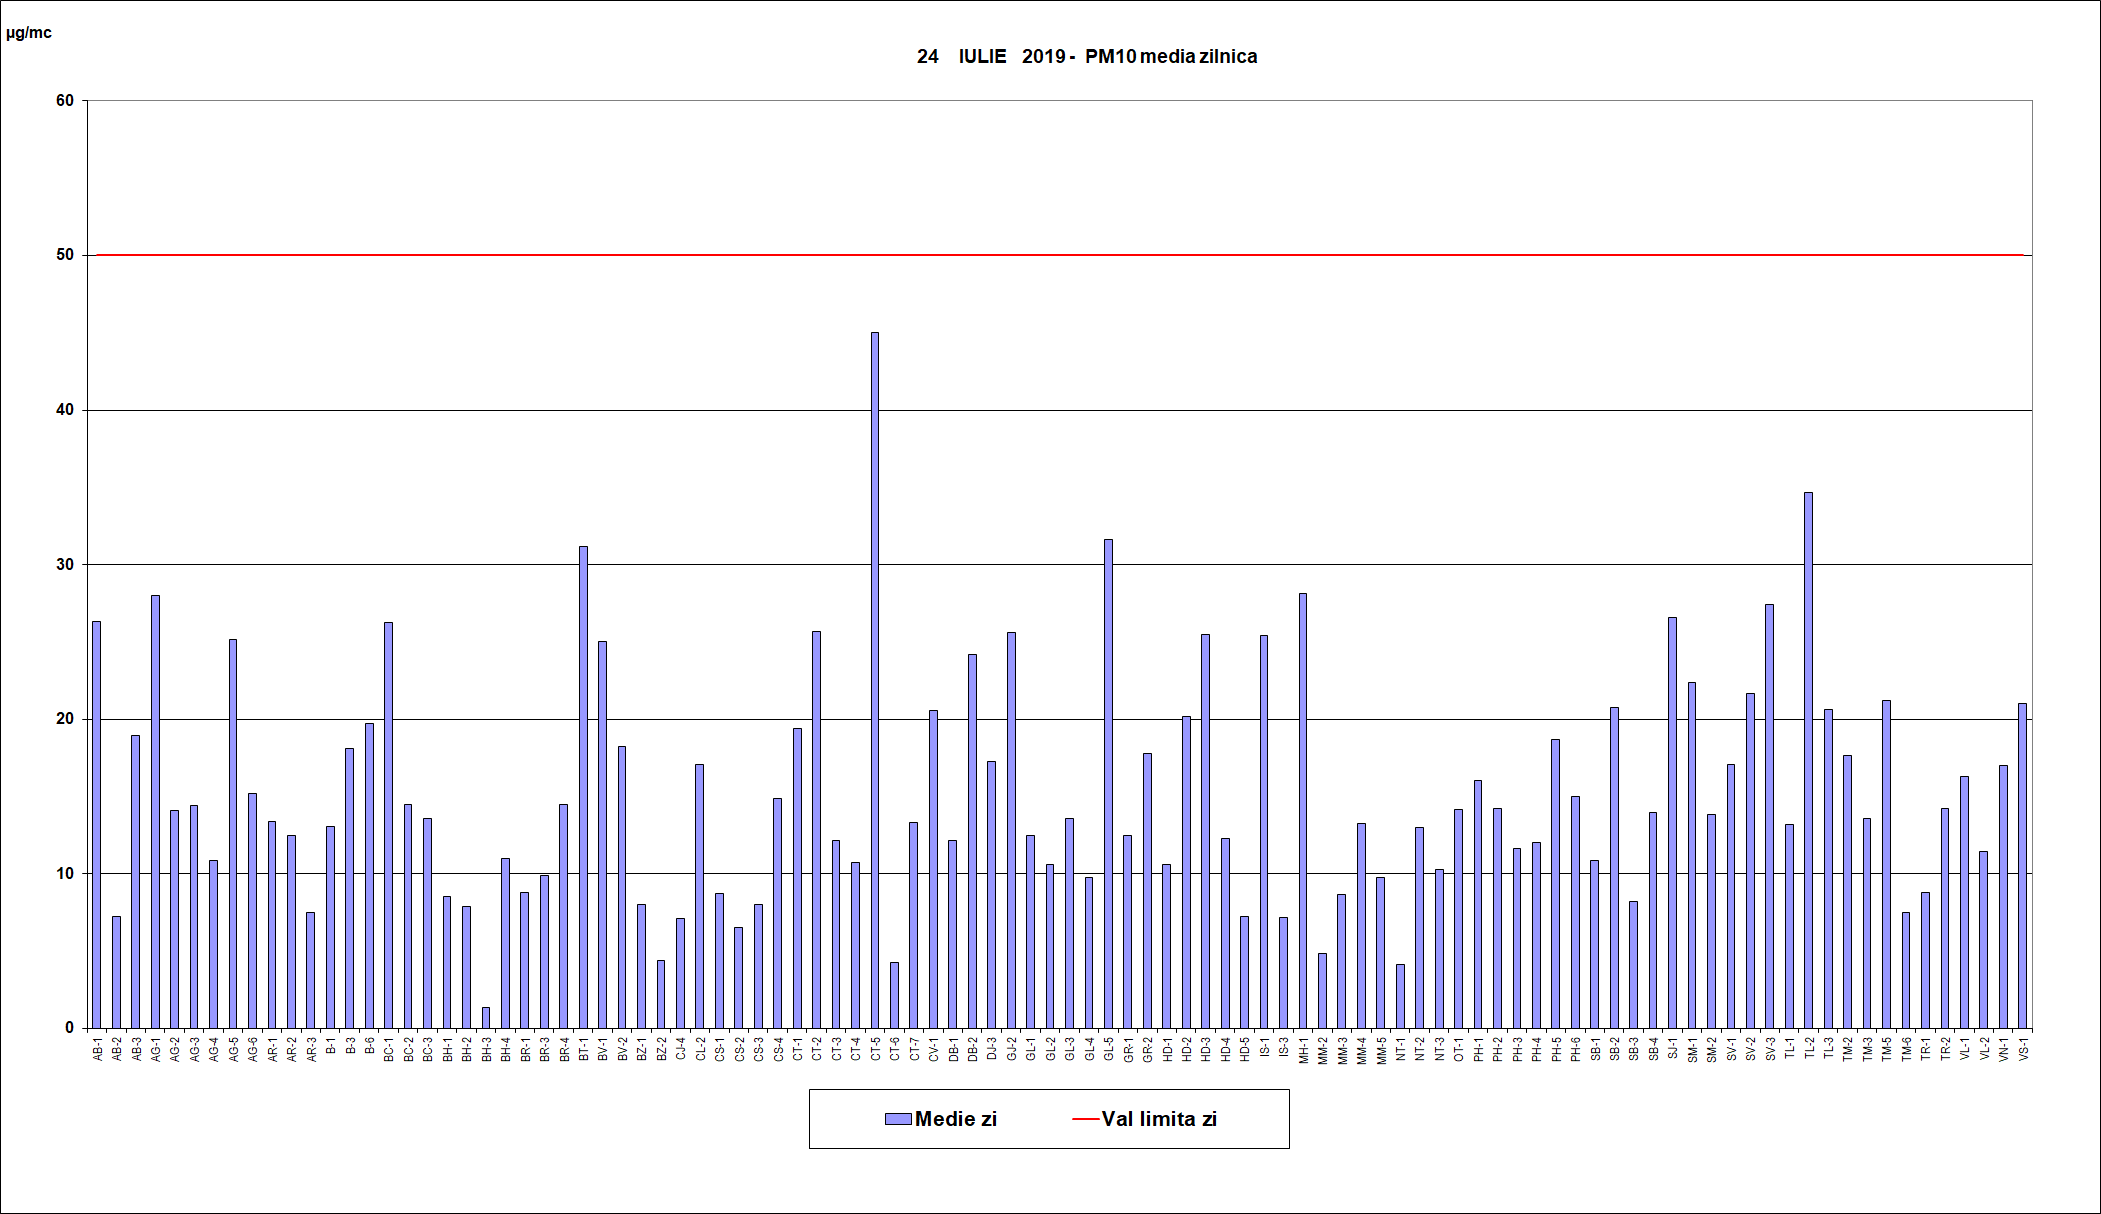 µg/mc
24 IULIE 2019 - PM10 media zilnica
60
50
40
30
20
10
0
AB-1 AB-2 AB-3 AG-1 AG-2 AG-3 AG-4 AG-5 AG-6 AR-1 AR-2 AR-3 B-1 B-3 B-6 BC-1 BC-2 BC-3 BH-1 BH-2 BH-3 BH-4 BR-1 BR-3 BR-4 BT-1 BV-1 BV-2 BZ-1 BZ-2 CJ-4 CL-2 CS-1 CS-2 CS-3 CS-4 CT-1 CT-2 CT-3 CT-4 CT-5 CT-6 CT-7 CV-1 DB-1 DB-2 DJ-3 GJ-2 GL-1 GL-2 GL-3 GL-4 GL-5 GR-1 GR-2 HD-1 HD-2 HD-3 HD-4 HD-5 IS-1 IS-3 MH-1 MM-2 MM-3 MM-4 MM-5 NT-1 NT-2 NT-3 OT-1 PH-1 PH-2 PH-3 PH-4 PH-5 PH-6 SB-1 SB-2 SB-3 SB-4 SJ-1 SM-1 SM-2 SV-1 SV-2 SV-3 TL-1 TL-2 TL-3 TM-2 TM-3 TM-5 TM-6 TR-1 TR-2 VL-1 VL-2 VN-1 VS-1
Medie zi Val limita zi